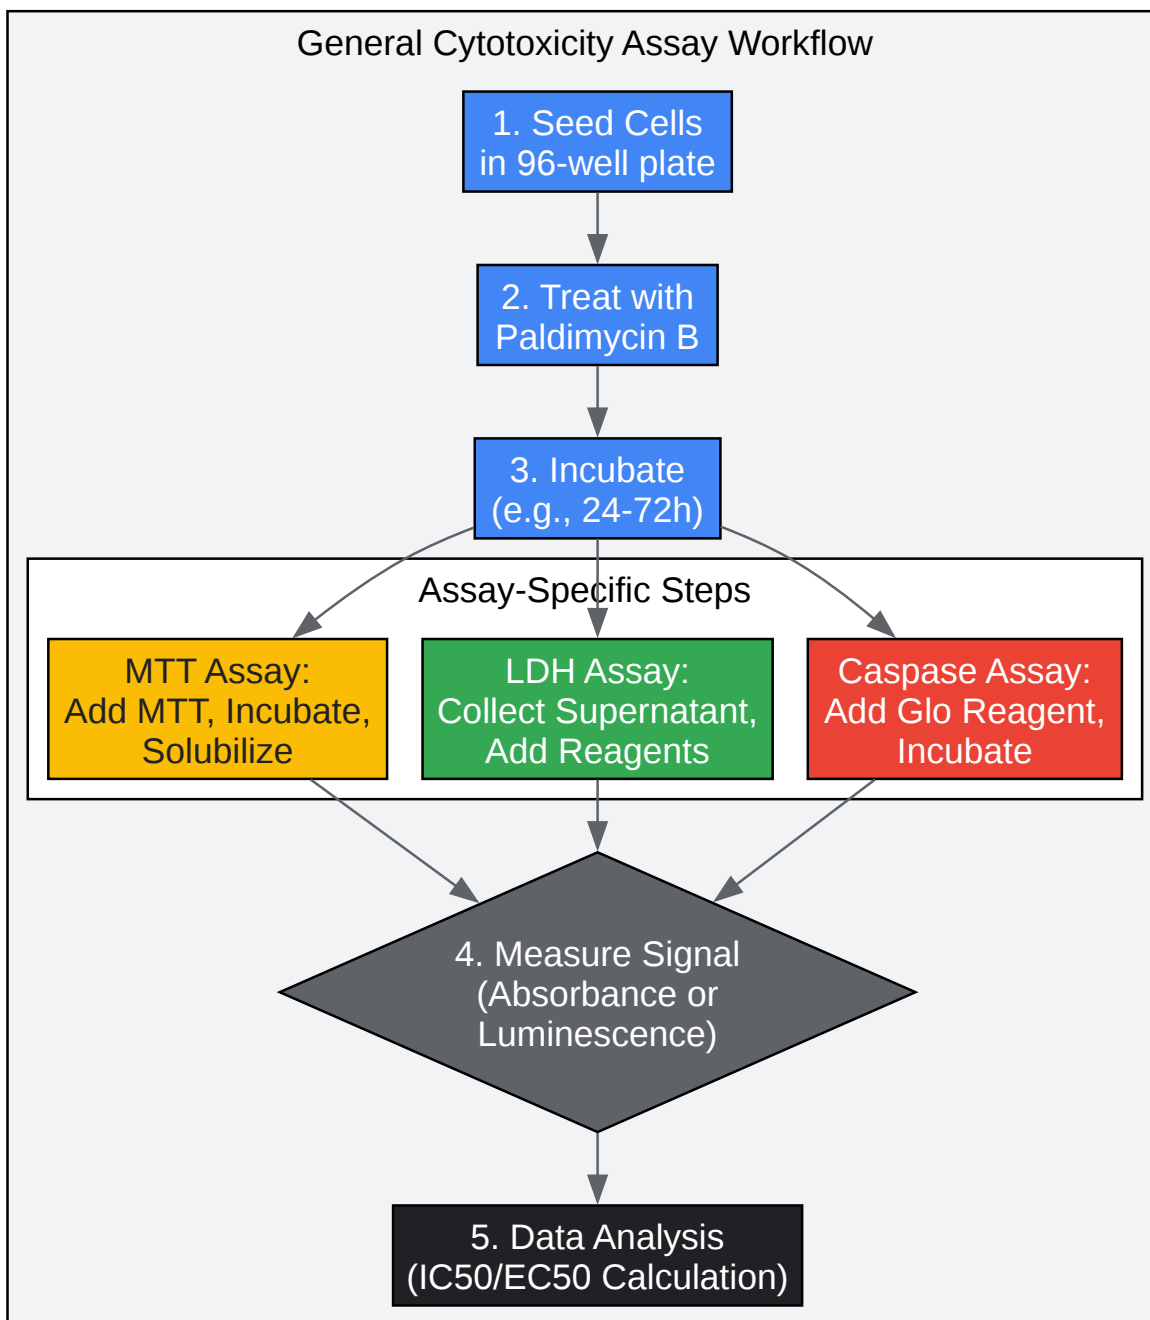 General Cytotoxicity Assay Workflow
1. Seed Cells
in 96-well plate
2. Treat with
Paldimycin B
3. Incubate
(e.g., 24-72h)
Assay-Specific Steps
MTT Assay:
Add MTT, Incubate,
Solubilize
LDH Assay:
Collect Supernatant,
Add Reagents
Caspase Assay:
Add Glo Reagent,
Incubate
4. Measure Signal
(Absorbance or
Luminescence)
5. Data Analysis
(IC50/EC50 Calculation)